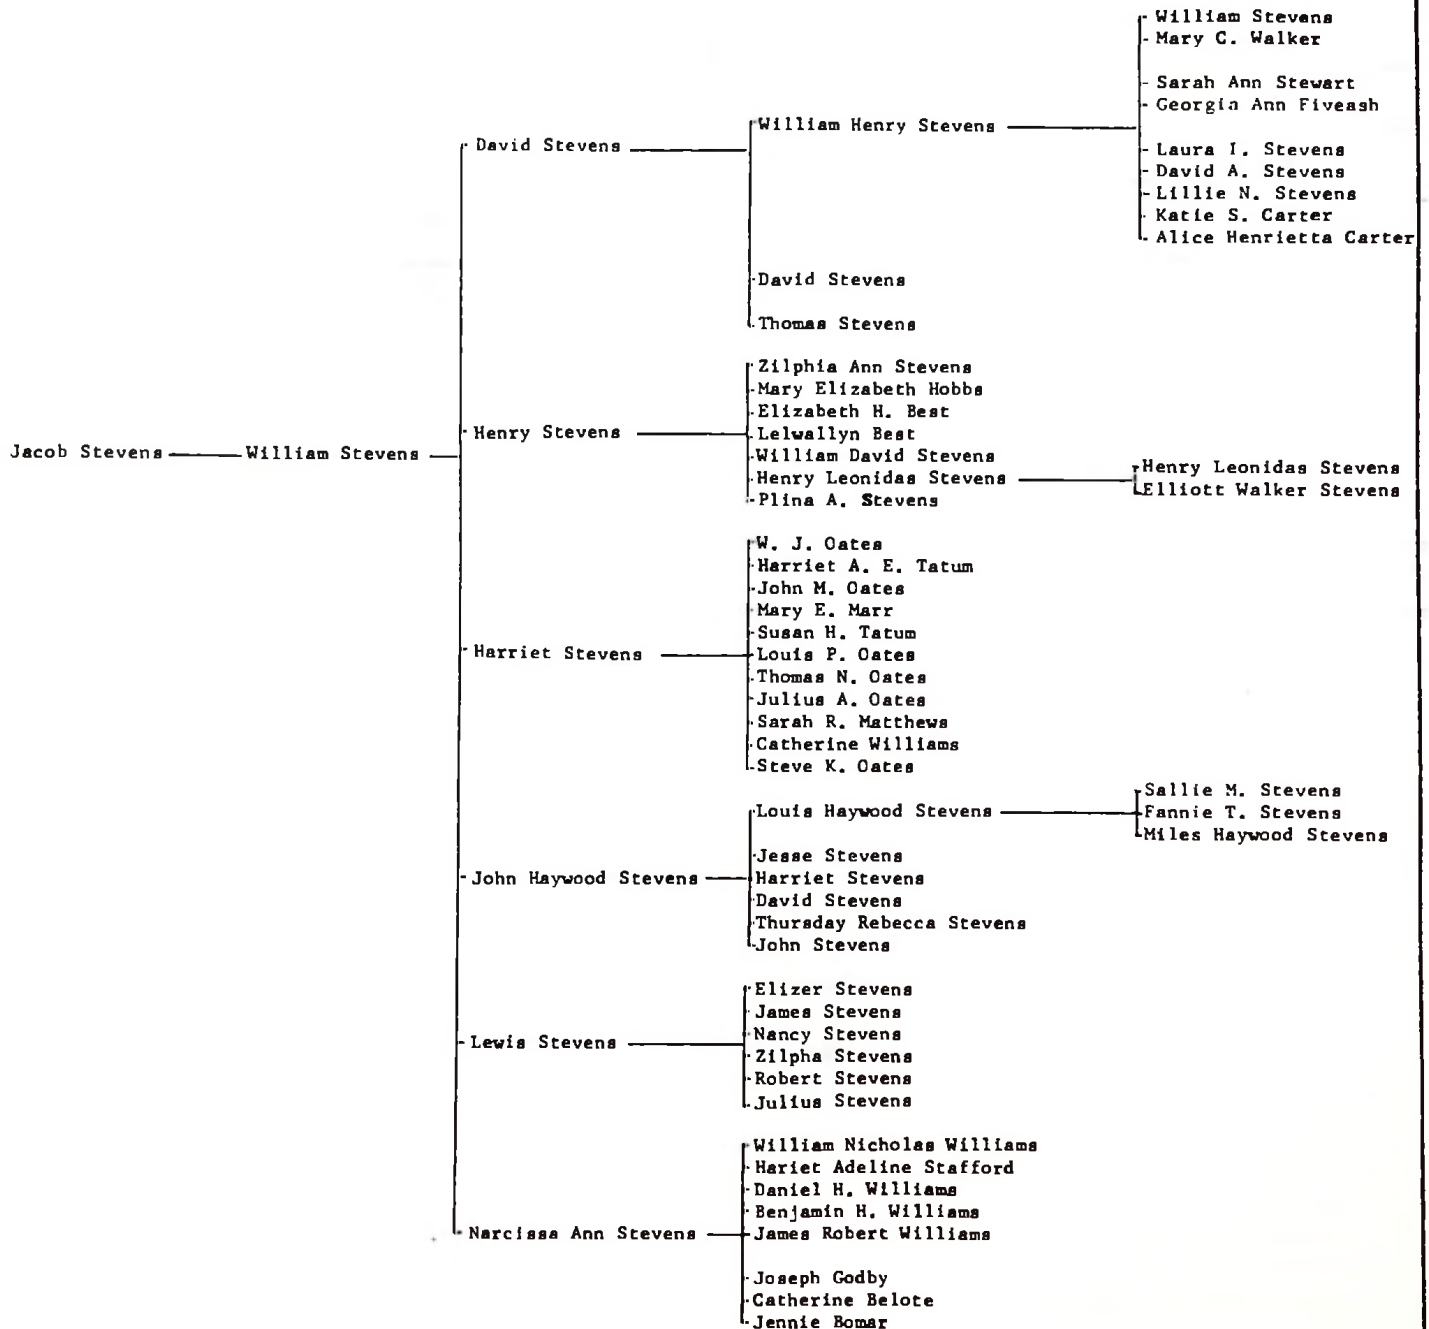 William Stevens
Mary C. Walker
Sarah Ann Stewart
Georgia Ann Fiveash
William Henry Stevens
David Stevens
Laura I. Stevens
David A. Stevens
Lillie N. Stevens
Katie S. Carter
Alice Henrietta Carter
David Stevens
Thomas Stevens
Zilphia Ann Stevens
Mary Elizabeth Hobbs
Elizabeth H. Best
Henry Stevens
Lelwallyn Best
Jacob Stevens
William Stevens
William David Stevens
Henry Leonidas Stevens
Plina A. Stevens
Henry Leonidas Stevens
Elliott Walker Stevens
W. J. Oates
Harriet A. E. Tatum
John M. Oates
Mary E. Marr
Susan H. Tatum
Harriet Stevens
Louis P. Oates
Thomas N. Oates
Julius A. Oates
Sarah R. Matthews
Catherine Williams
Steve K. Oates
Louis Haywood Stevens
Sallie M. Stevens
Fannie T. Stevens
Miles Haywood Stevens
Jesse Stevens
John Haywood Stevens
Harriet Stevens
David Stevens
Thursday Rebecca Stevens
John Stevens
Elizer Stevens
James Stevens
Nancy Stevens
Lewis Stevens
Zilpha Stevens
Robert Stevens
Julius Stevens
William Nicholas Williams
Hariet Adeline Stafford
Daniel H. Williams
Benjamin H. Williams
Narcissa Ann Stevens
James Robert Williams
Joseph Godby
Catherine Belote
Jennie Bomar